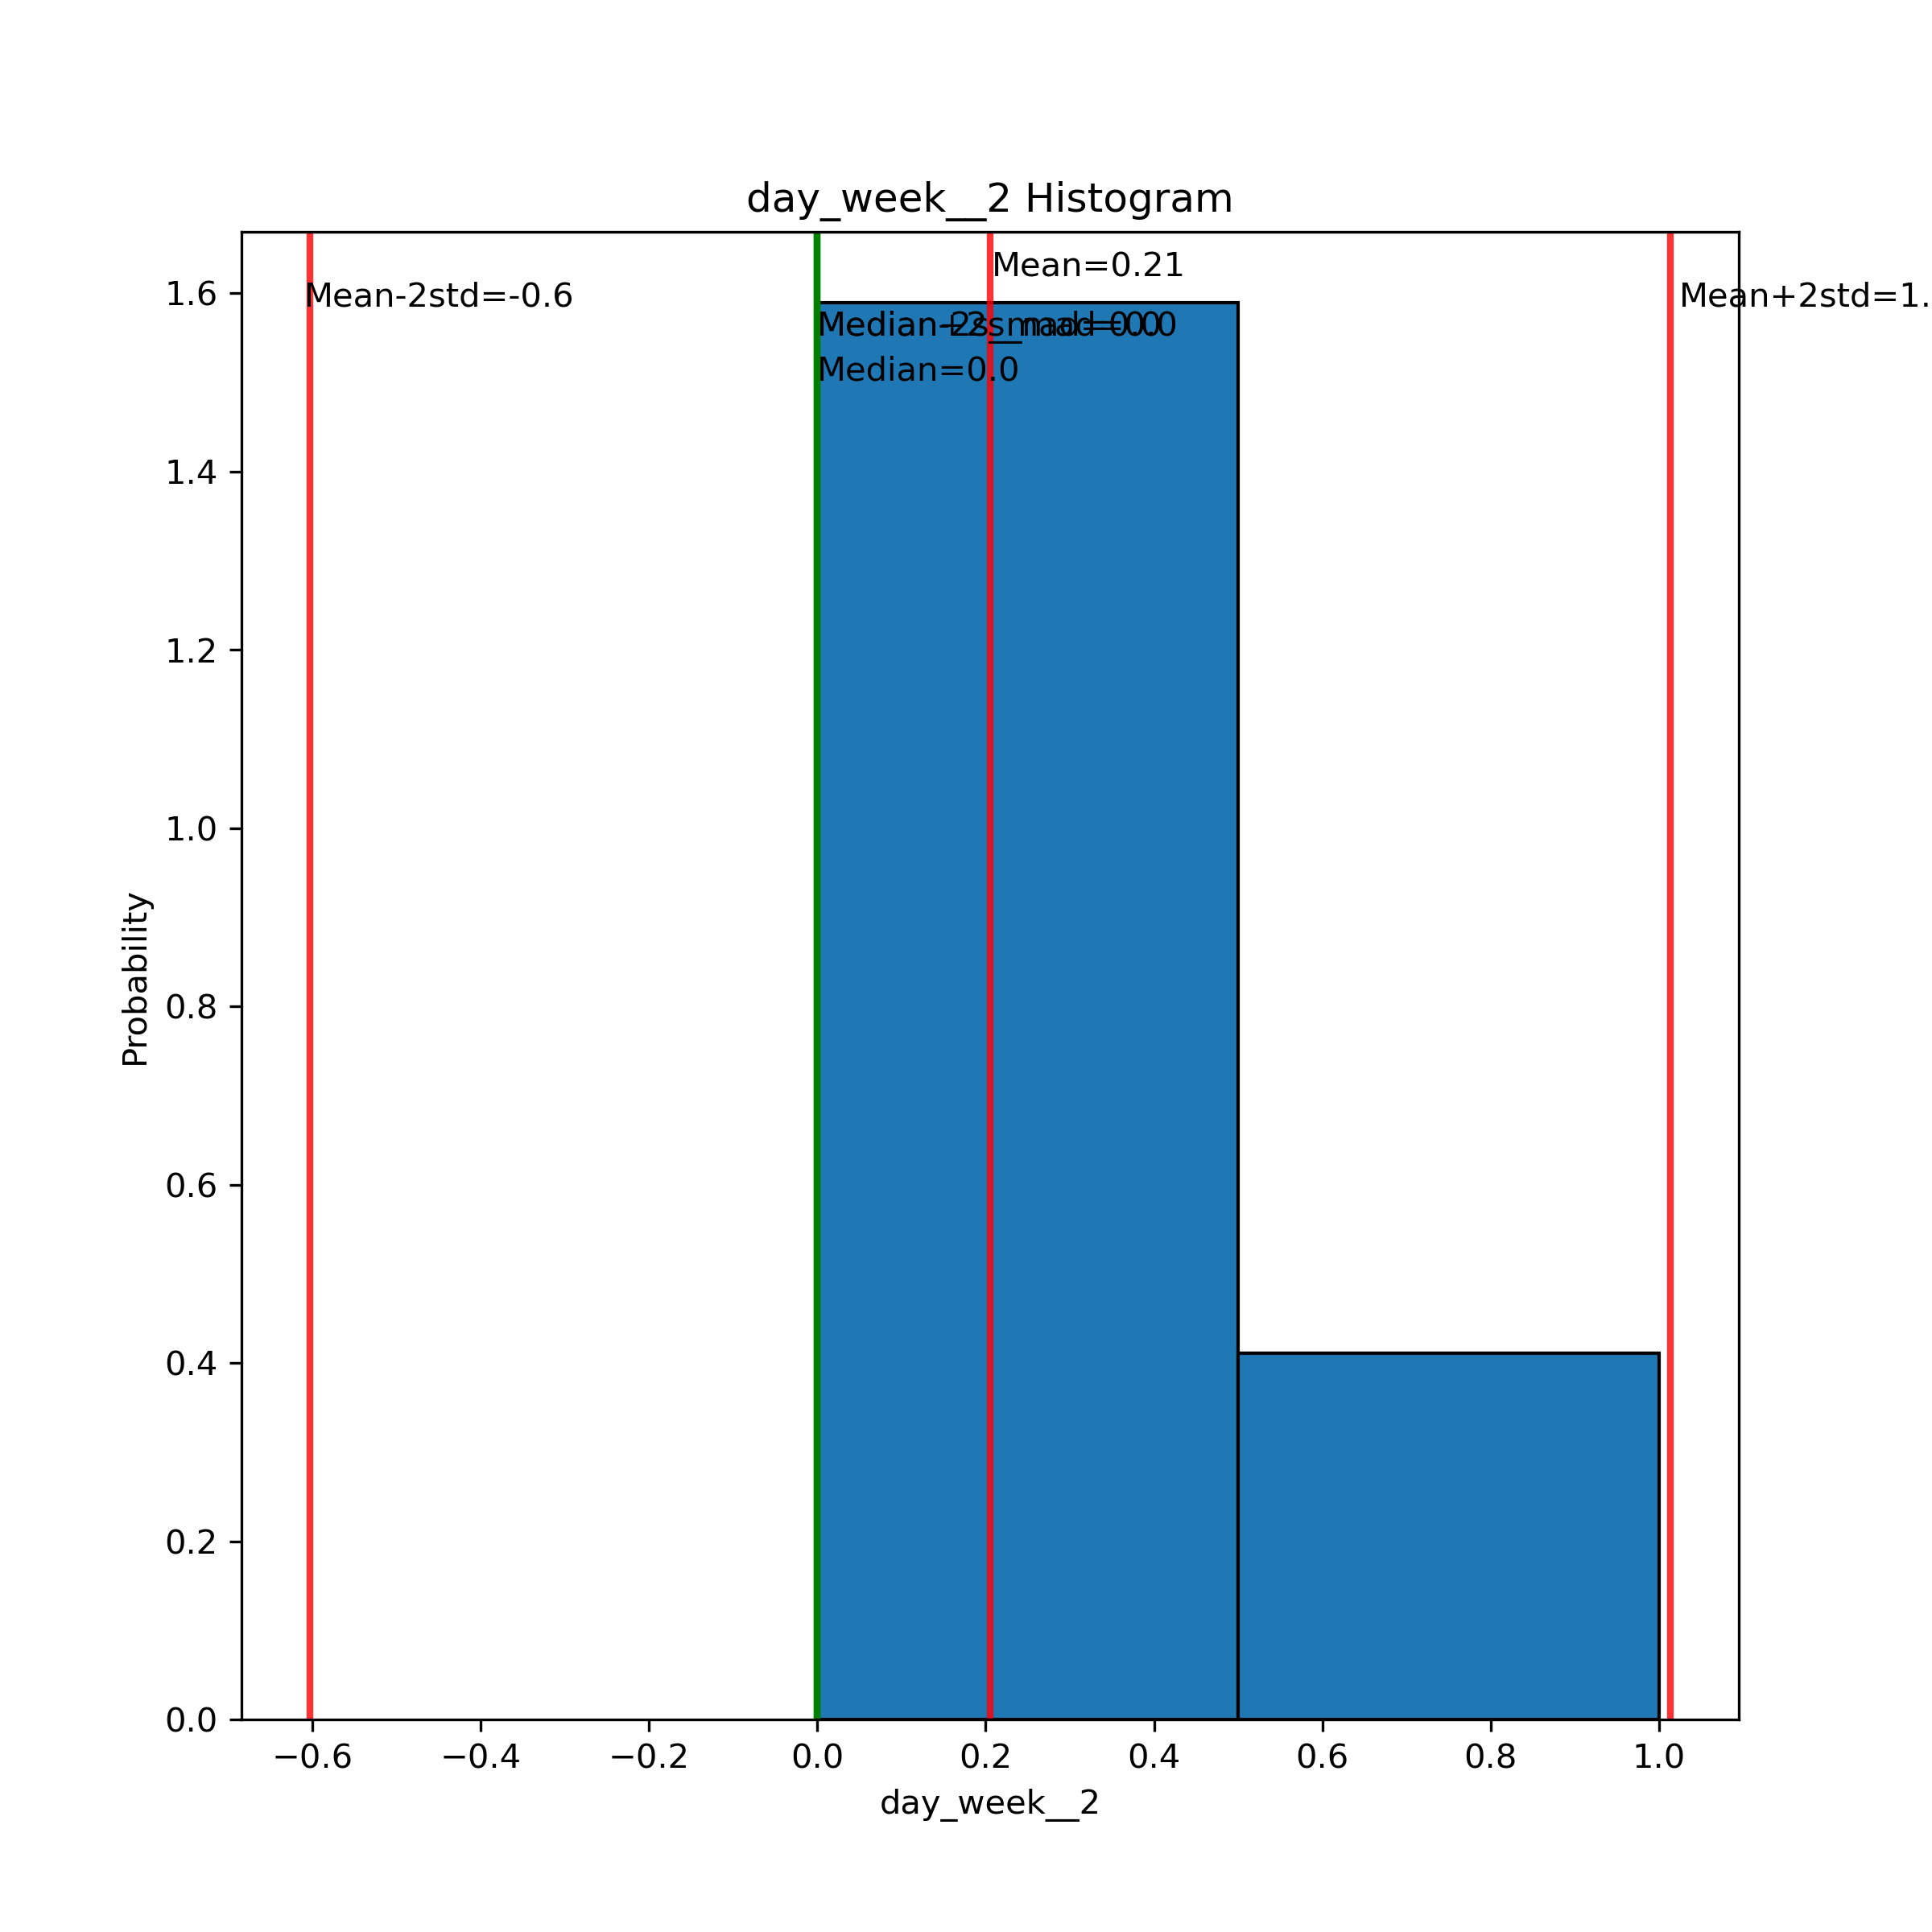 day_week__2 Histogram
Mean=0.21
Mean-2std=-0.6
Mean+2std=1.
Median
Median=0.0
1.6
1.4
1.2
1.0
0.8
0.6
0.4
0.2
0.0
Probability
−0.6 −0.4 −0.2 0.0 0.2 0.4 0.6 0.8 1.0
day_week__2